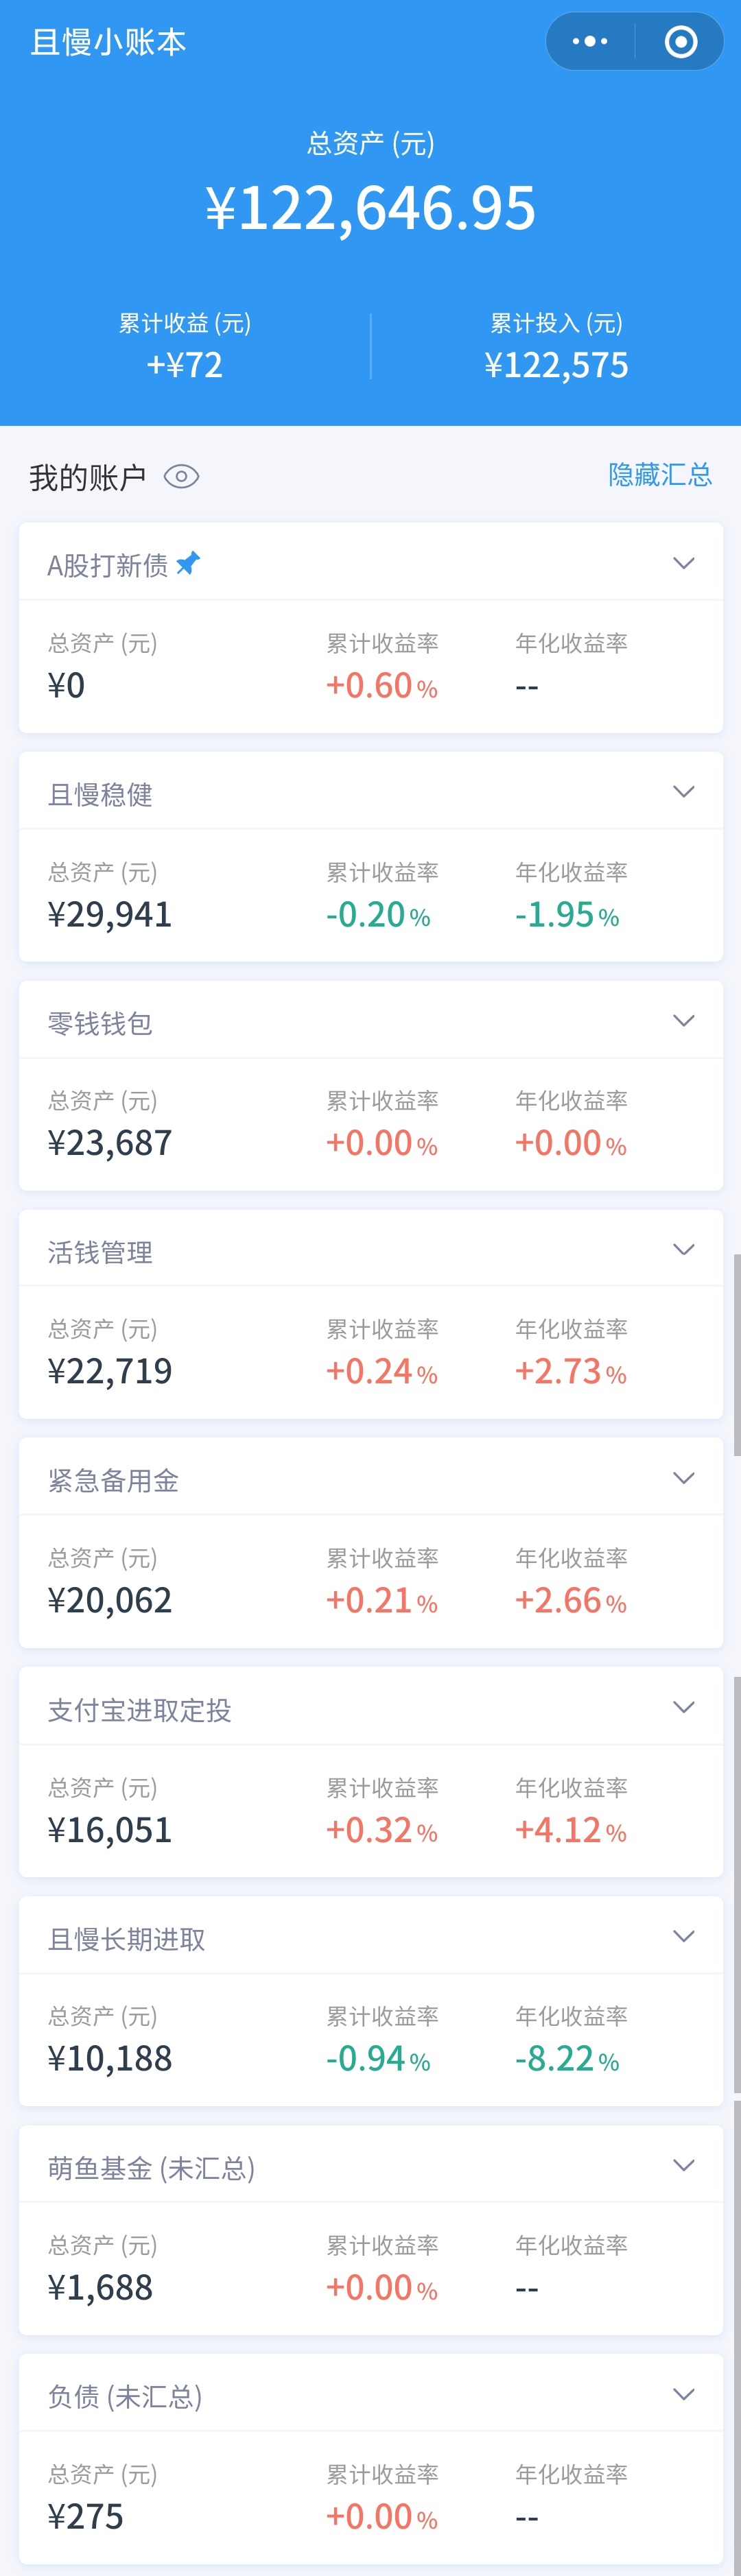 且慢小账本
总资产 (元)
¥122,646.95
累计收益 (元) 累计投入 (元)
+¥72 ¥122,575
我的账户 隐藏汇总
A股打新债
总资产 (元) 累计收益率 年化收益率
¥0 +0.60% --
且慢稳健
总资产 (元) 累计收益率 年化收益率
¥29,941 -0.20% -1.95%
零钱钱包
总资产 (元) 累计收益率 年化收益率
¥23,687 +0.00% +0.00%
活钱管理
总资产 (元) 累计收益率 年化收益率
¥22,719 +0.24% +2.73%
紧急备用金
总资产 (元) 累计收益率 年化收益率
¥20,062 +0.21% +2.66%
支付宝进取定投
总资产 (元) 累计收益率 年化收益率
¥16,051 +0.32% +4.12%
且慢长期进取
总资产 (元) 累计收益率 年化收益率
¥10,188 -0.94% -8.22%
萌鱼基金 (未汇总)
总资产 (元) 累计收益率 年化收益率
¥1,688 +0.00% --
负债 (未汇总)
总资产 (元) 累计收益率 年化收益率
¥275 +0.00% --